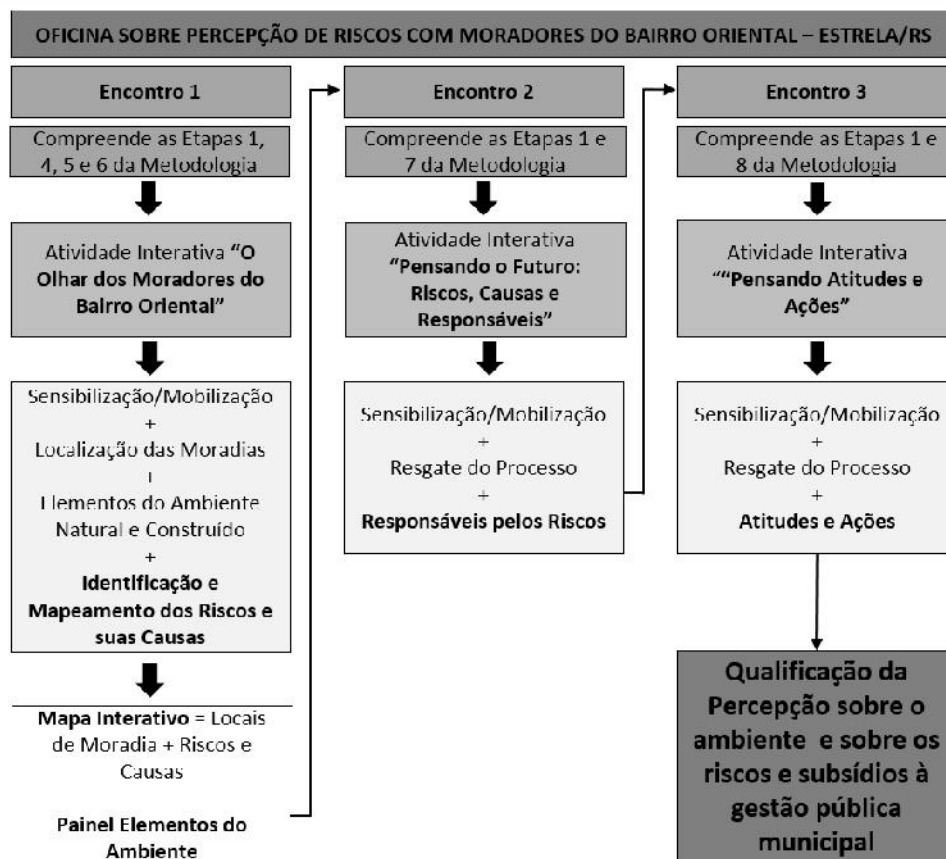 OFICINA SOBRE PERCEPÇÃO DE RISCOS COM MORADORES DO BAIRRO ORIENTAL – ESTRELA/RS
Encontro 1
Compreende as Etapas 1,
4, 5 e 6 da Metodologia
Atividade Interativa "O
Olhar dos Moradores do
Bairro Oriental"
Sensibilização/Mobilização
+
Localização das Moradias
+
Elementos do Ambiente
Natural e Construído
+
Identificação e
Mapeamento dos Riscos e
suas Causas
Mapa Interativo = Locais
de Moradia + Riscos e
Causas
Painel Elementos do
Ambiente
Encontro 2
Compreende as Etapas 1 e
7 da Metodologia
Atividade Interativa
"Pensando o Futuro:
Riscos, Causas e
Responsáveis"
Sensibilização/Mobilização
+
Resgate do Processo
+
Responsáveis pelos Riscos
Encontro 3
Compreende as Etapas 1 e
8 da Metodologia
Atividade Interativa
""Pensando Atitudes e
Ações"
Sensibilização/Mobilização
+
Resgate do Processo
+
Atitudes e Ações
Qualificação da
Percepção sobre o
ambiente e sobre os
riscos e subsídios à
gestão pública
municipal